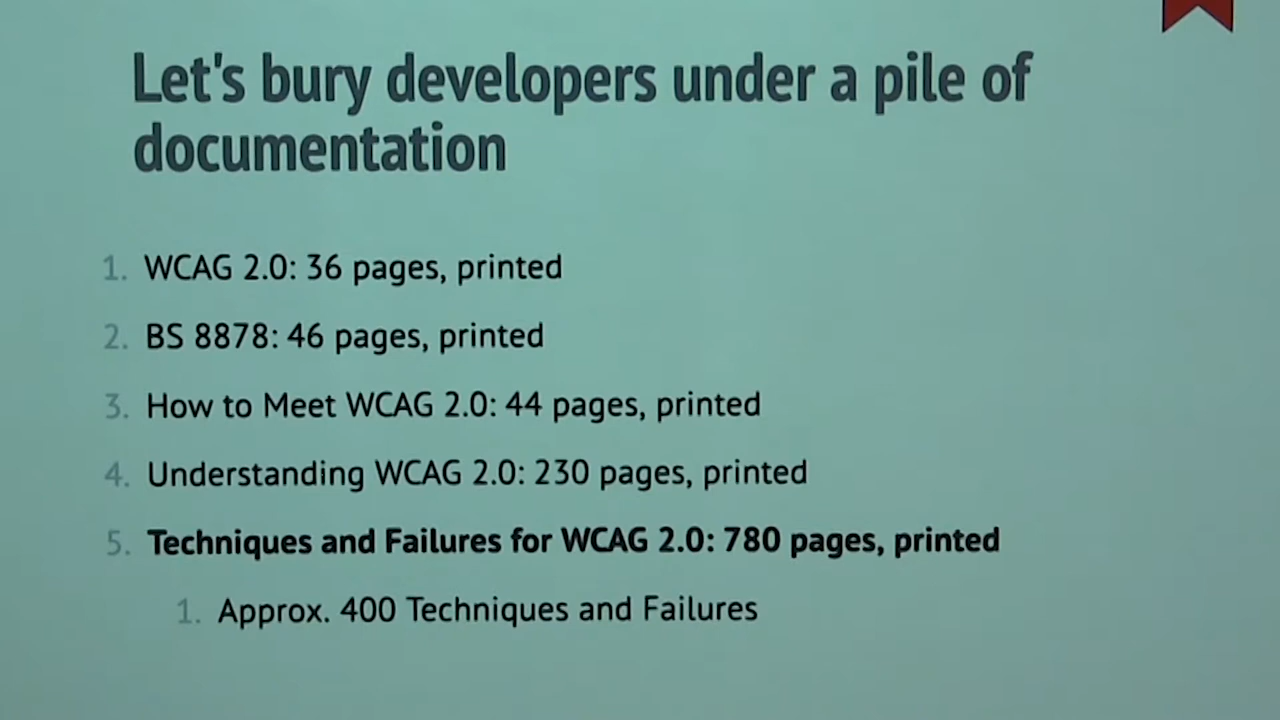 Let's bury developers under a pile of
documentation
1. WCAG 2.0: 36 pages, printed
2. BS 8878: 46 pages, printed
3. How to Meet WCAG 2.0: 44 pages, printed
4. Understanding WCAG 2.0: 230 pages, printed
5. Techniques and Failures for WCAG 2.0: 780 pages, printed
1. Approx. 400 Techniques and Failures